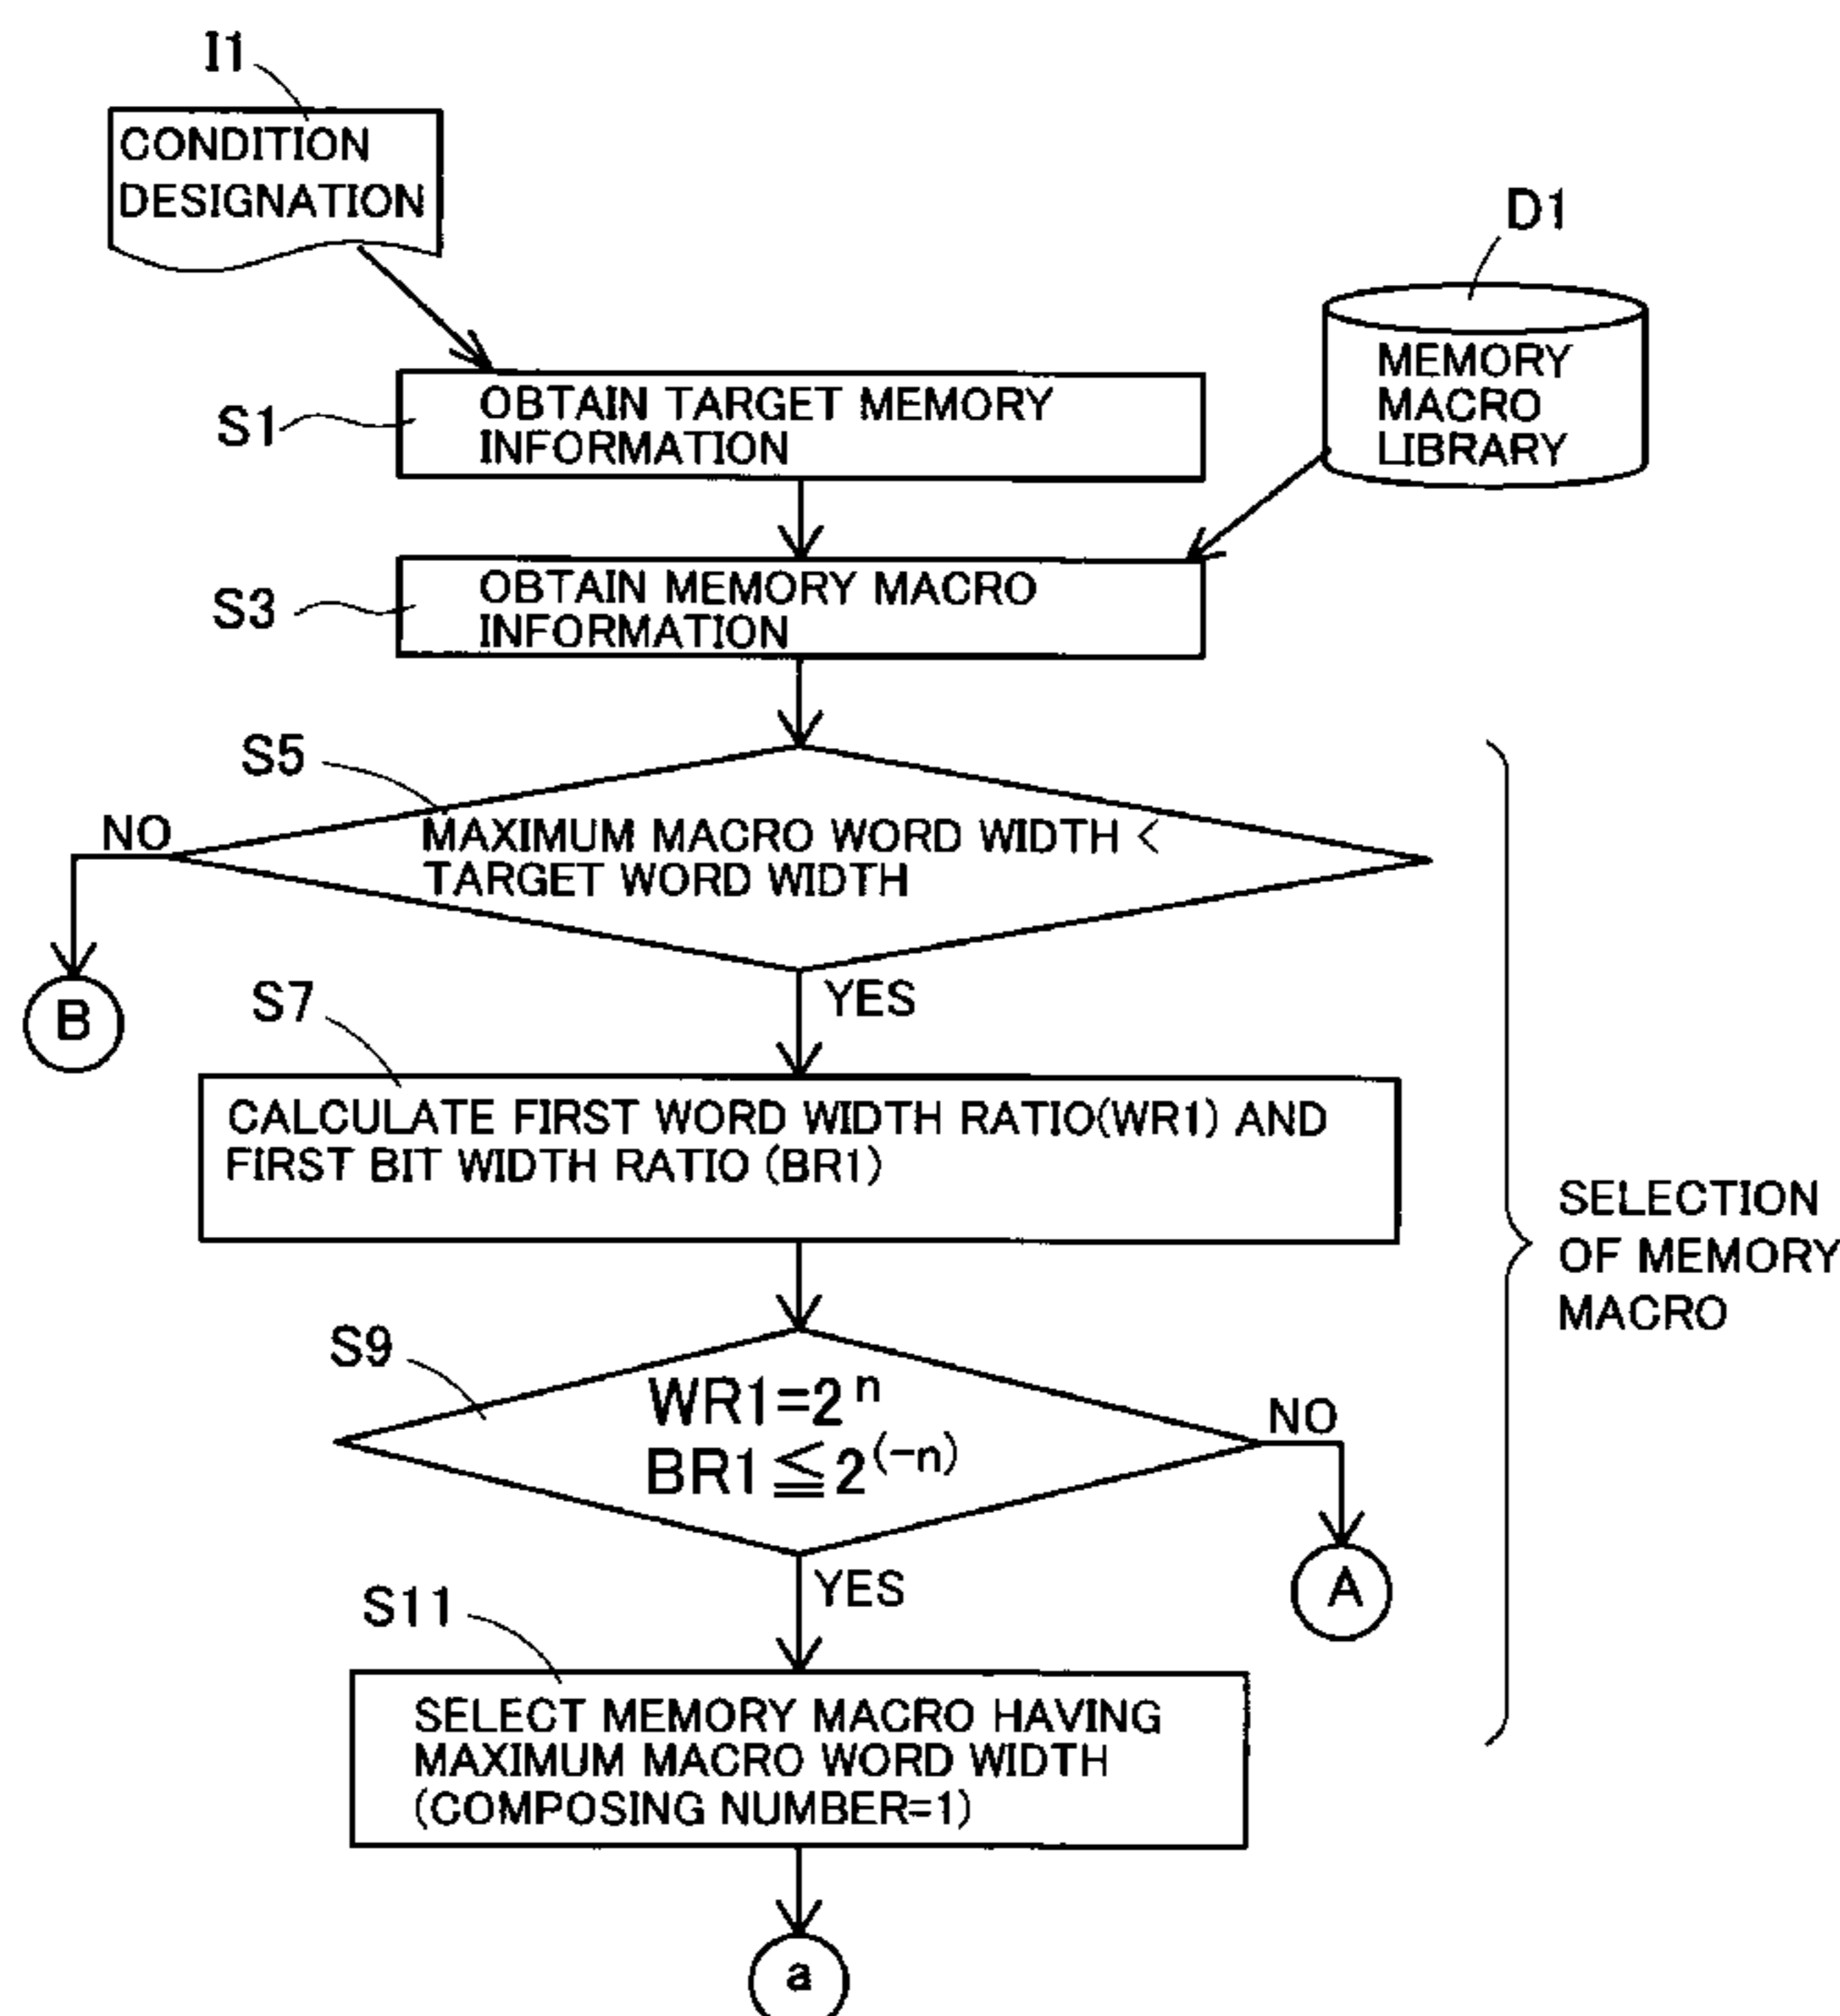 I1
CONDITION
DESIGNATION
D1
MEMORY
MACRO
LIBRARY
S1
OBTAIN TARGET MEMORY
INFORMATION
S3
OBTAIN MEMORY MACRO
INFORMATION
S5
NO
MAXIMUM MACRO WORD WIDTH <
TARGET WORD WIDTH
B
YES
S7
CALCULATE FIRST WORD WIDTH RATIO(WR1) AND
FIRST BIT WIDTH RATIO (BR1)
SELECTION
OF MEMORY
MACRO
S9
WR1=2^n
BR1≦2^(-n)
NO
A
YES
S11
SELECT MEMORY MACRO HAVING
MAXIMUM MACRO WORD WIDTH
(COMPOSING NUMBER=1)
a